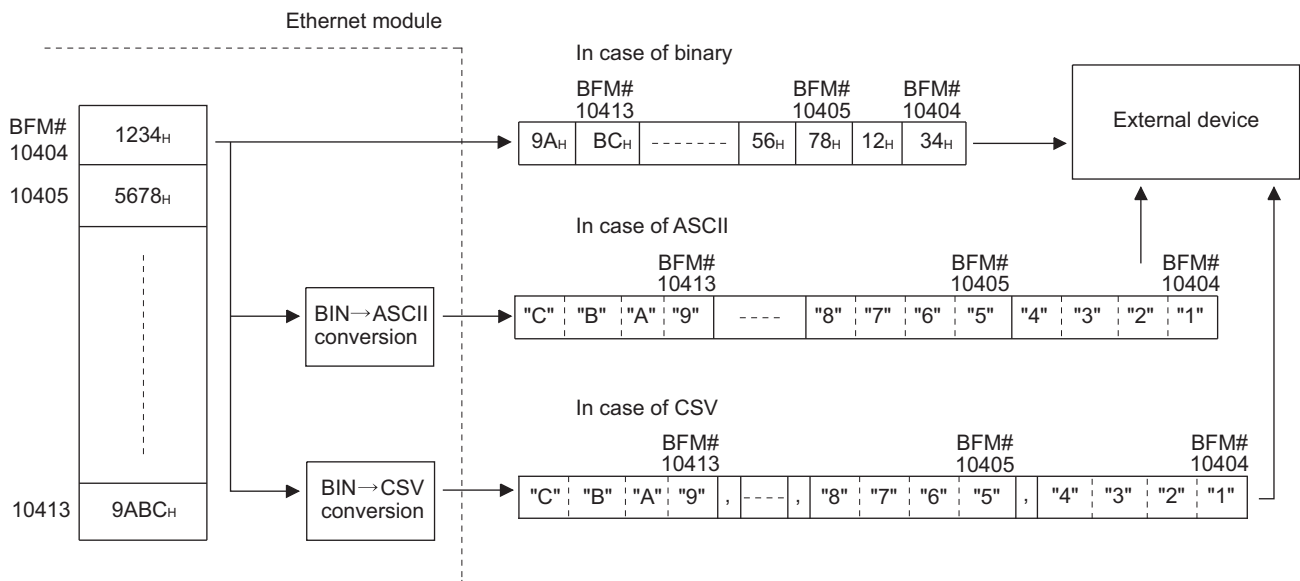 Ethernet module
BFM#
10404
1234H
10405
5678H
10413
9ABCH
BIN→ASCII
conversion
BIN→CSV
conversion
In case of binary
BFM#
10413
BFM#
10405
BFM#
10404
9AH BCH ------- 56H 78H 12H 34H
External device
In case of ASCII
BFM#
10413
BFM#
10405
BFM#
10404
"C" "B" "A" "9" ---- "8" "7" "6" "5" "4" "3" "2" "1"
In case of CSV
BFM#
10413
BFM#
10405
BFM#
10404
"C" "B" "A" "9" , ---- , "8" "7" "6" "5" , "4" "3" "2" "1"